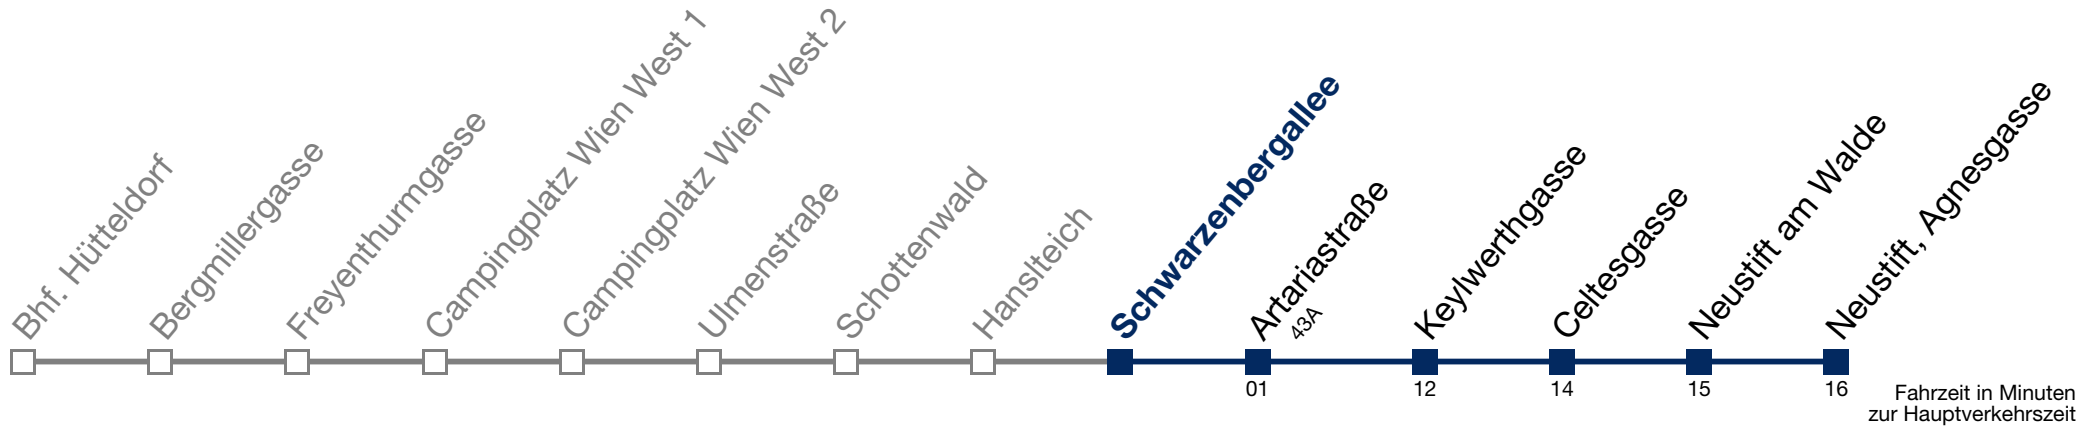 Bhf. Hütteldorf
Bergmillergasse
Freyenthurmgasse
Campingplatz Wien West 1
Campingplatz Wien West 2
Ulmenstraße
Schottenwald
Hanslteich
Schwarzenbergallee
Artariastraße
43A
Keylwerthgasse
Celtesgasse
Neustift am Walde
Neustift, Agnesgasse
01
12
14
15
16
Fahrzeit in Minuten
zur Hauptverkehrszeit